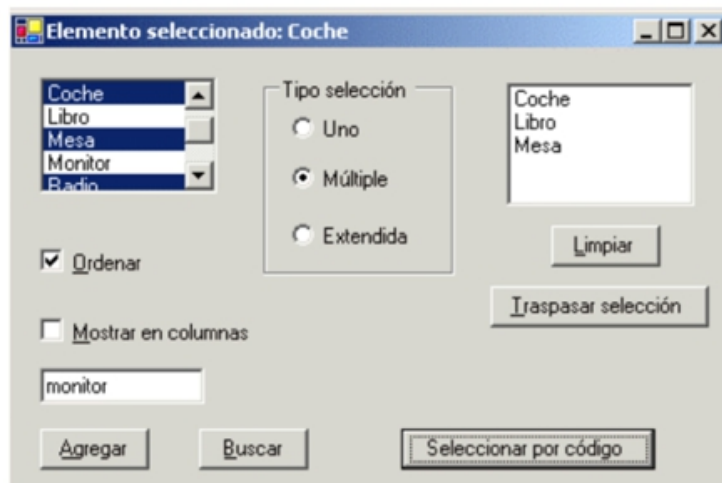 Elemento seleccionado: Coche
Coche
Libro
Mesa
Monitor
Radio
Tipo selección
Uno
Múltiple
Extendida
Coche
Libro
Mesa
Limpiar
Ordenar
Traspasar selección
Mostrar en columnas
monitor
Agregar
Buscar
Seleccionar por código